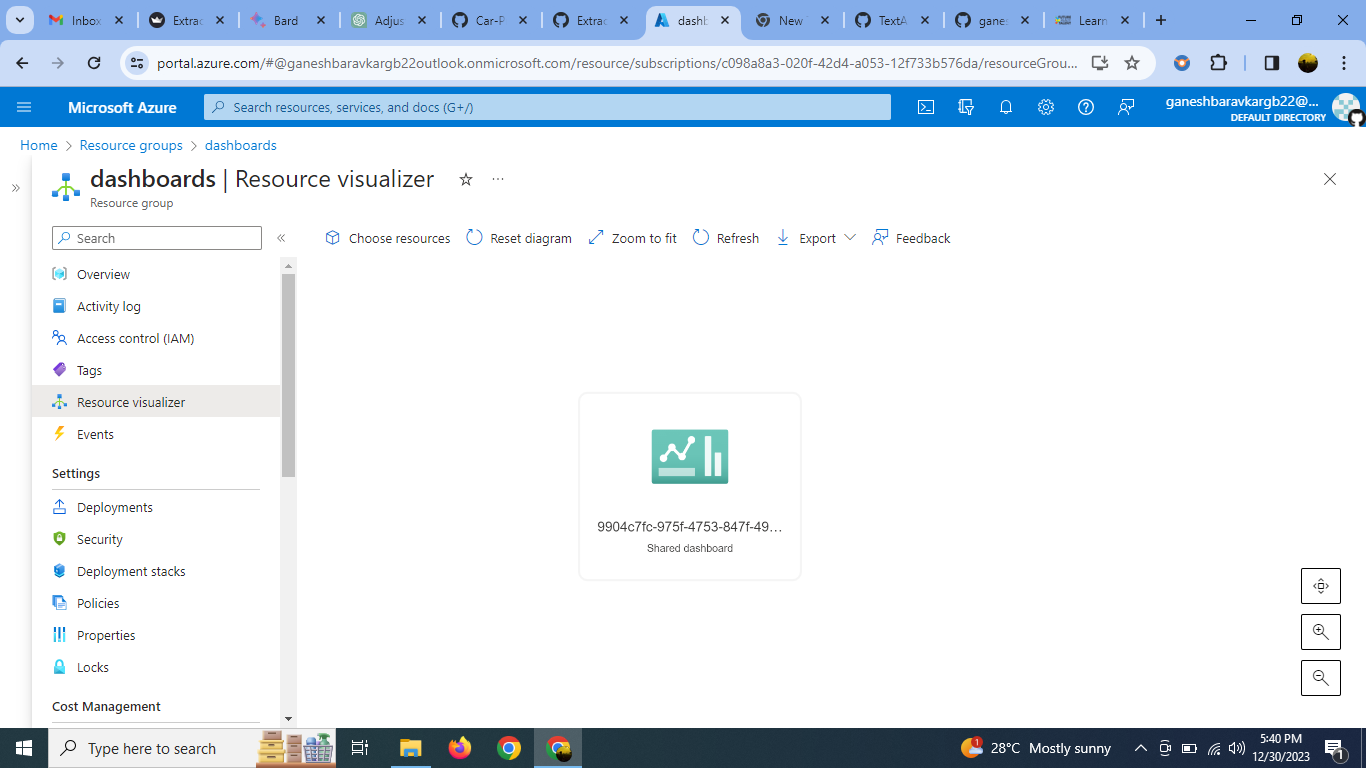 Inbox
Extrac
Bard
Adjus
Car-P
Extrac
dashb
New
TextA
ganes
Learn
portal.azure.com/#@ganeshbaravkargb22outlook.onmicrosoft.com/resource/subscriptions/c098a8a3-020f-42d4-a053-12f733b576da/resourceGrou...
Microsoft Azure
Search resources, services, and docs (G+/)
ganeshbaravkargb22@...
DEFAULT DIRECTORY
Home > Resource groups > dashboards
dashboards | Resource visualizer
Resource group
Search
Choose resources
Reset diagram
Zoom to fit
Refresh
Export
Feedback
Overview
Activity log
Access control (IAM)
Tags
Resource visualizer
Events
Settings
Deployments
Security
Deployment stacks
Policies
Properties
Locks
Cost Management
9904c7fc-975f-4753-847f-49...
Shared dashboard
Type here to search
1
28°C Mostly sunny
5:40 PM
12/30/2023
1